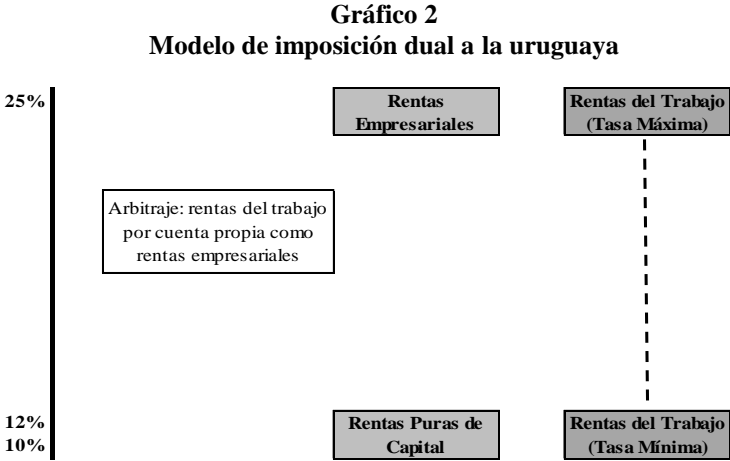 Gráfico 2
Modelo de imposición dual a la uruguaya
25%
Rentas
Empresariales
Rentas del Trabajo
(Tasa Máxima)
Arbitraje: rentas del trabajo
por cuenta propia como
rentas empresariales
12%
10%
Rentas Puras de
Capital
Rentas del Trabajo
(Tasa Mínima)